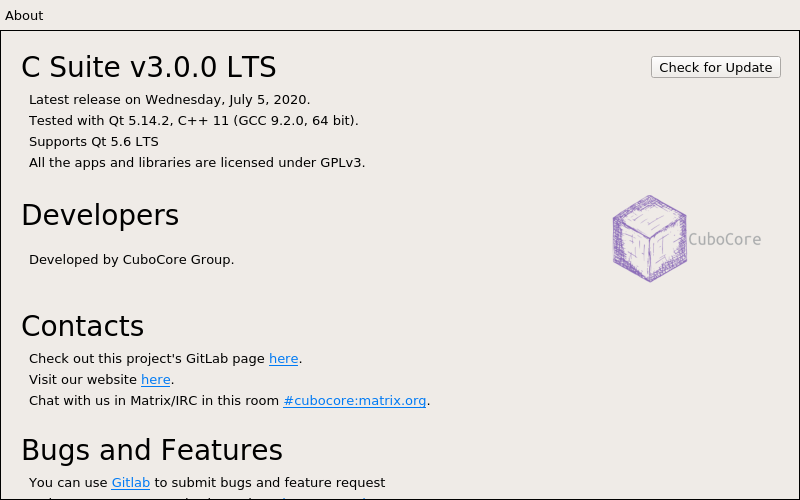 About
C Suite v3.0.0 LTS
Check for Update
Latest release on Wednesday, July 5, 2020.
Tested with Qt 5.14.2, C++ 11 (GCC 9.2.0, 64 bit).
Supports Qt 5.6 LTS
All the apps and libraries are licensed under GPLv3.
Developers
CuboCore
Developed by CuboCore Group.
Contacts
Check out this project's GitLab page here.
Visit our website here.
Chat with us in Matrix/IRC in this room #cubocore:matrix.org.
Bugs and Features
You can use Gitlab to submit bugs and feature request